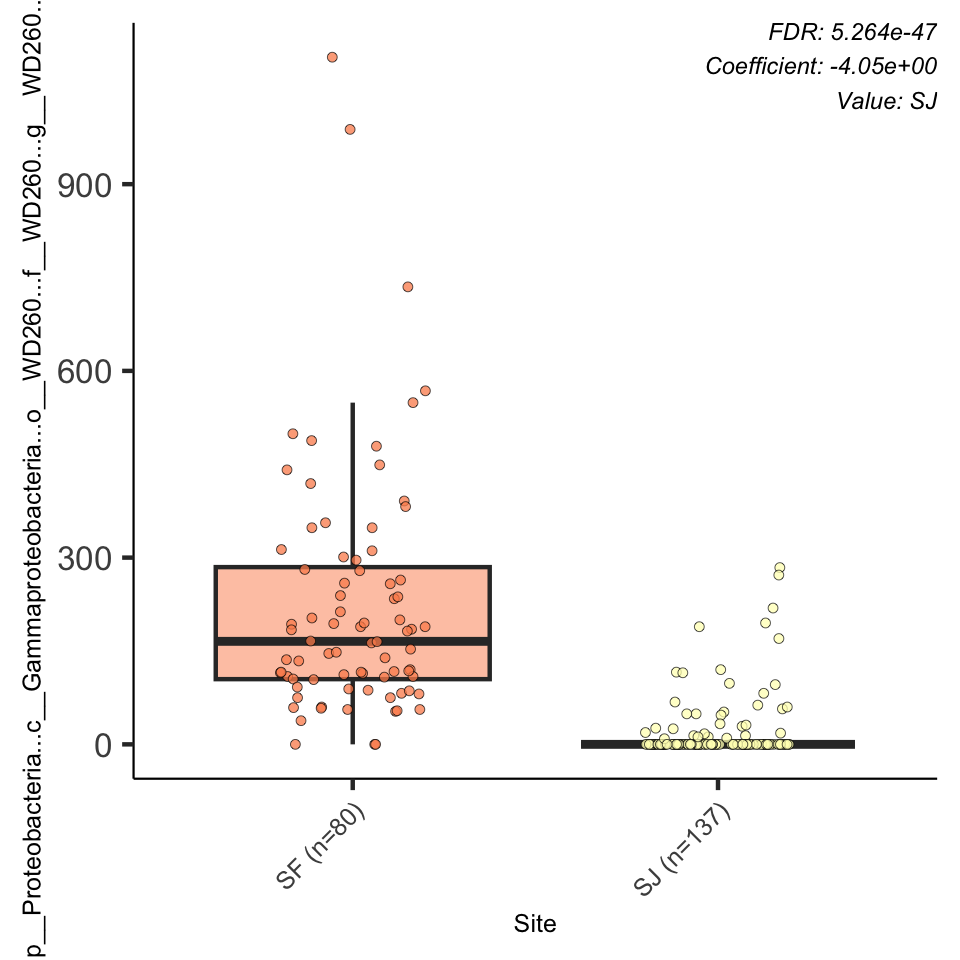 FDR: 5.264e-47
Coefficient: -4.05e+00
Value: SJ
p__Proteobacteria...c__Gammaproteobacteria...o__WD260...f__WD260...g__WD260...
900
600
300
0
SF (n=80)
SJ (n=137)
Site